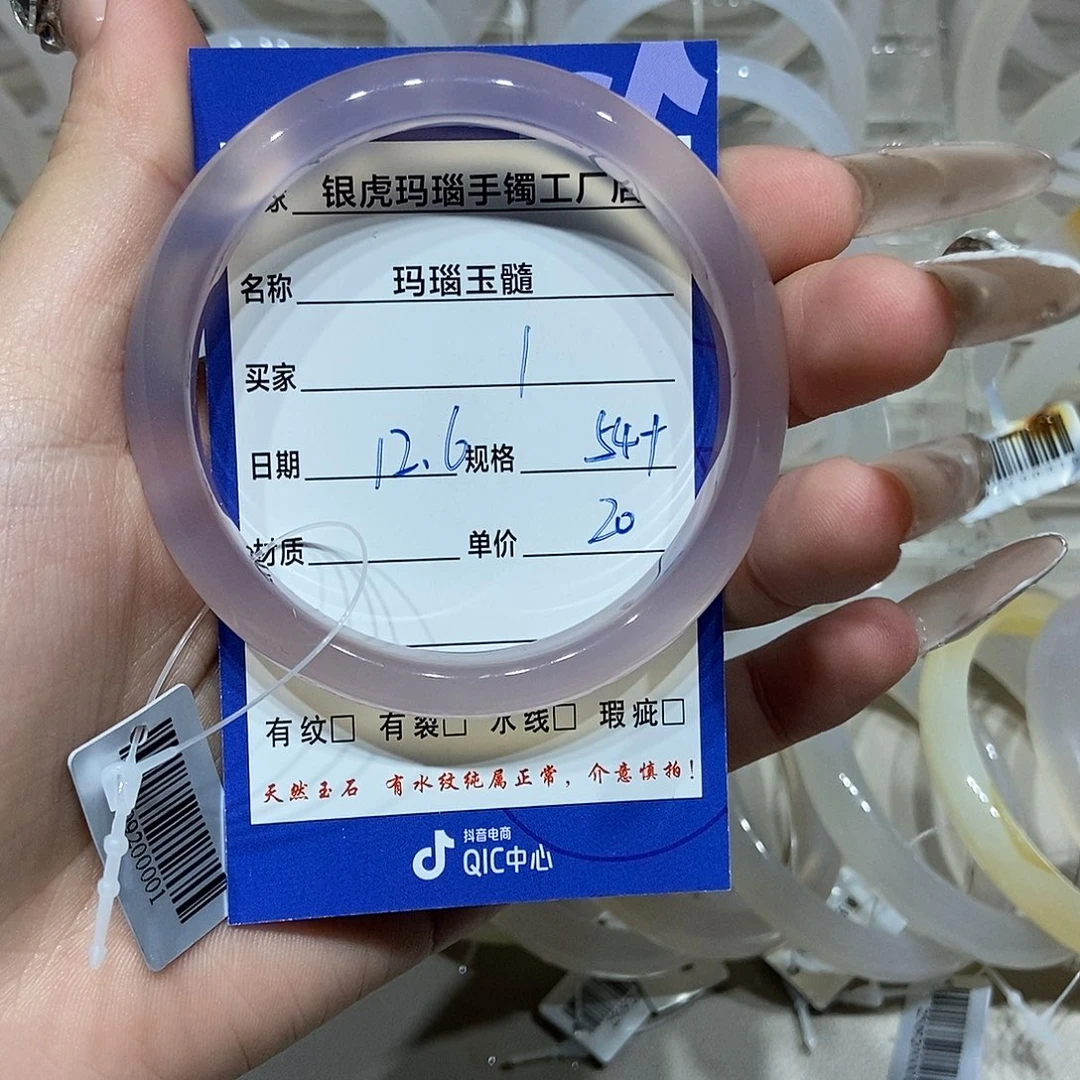 家 银虎玛瑙手镯工厂店
名称 玛瑙玉髓
买家 1
日期 12.6 规格 54+
材质 单价 20
有纹□ 有裂□ 水线□ 瑕疵□
天然玉石 有水纹纯属正常，介意慎拍！
抖音电商
QIC中心
9200001